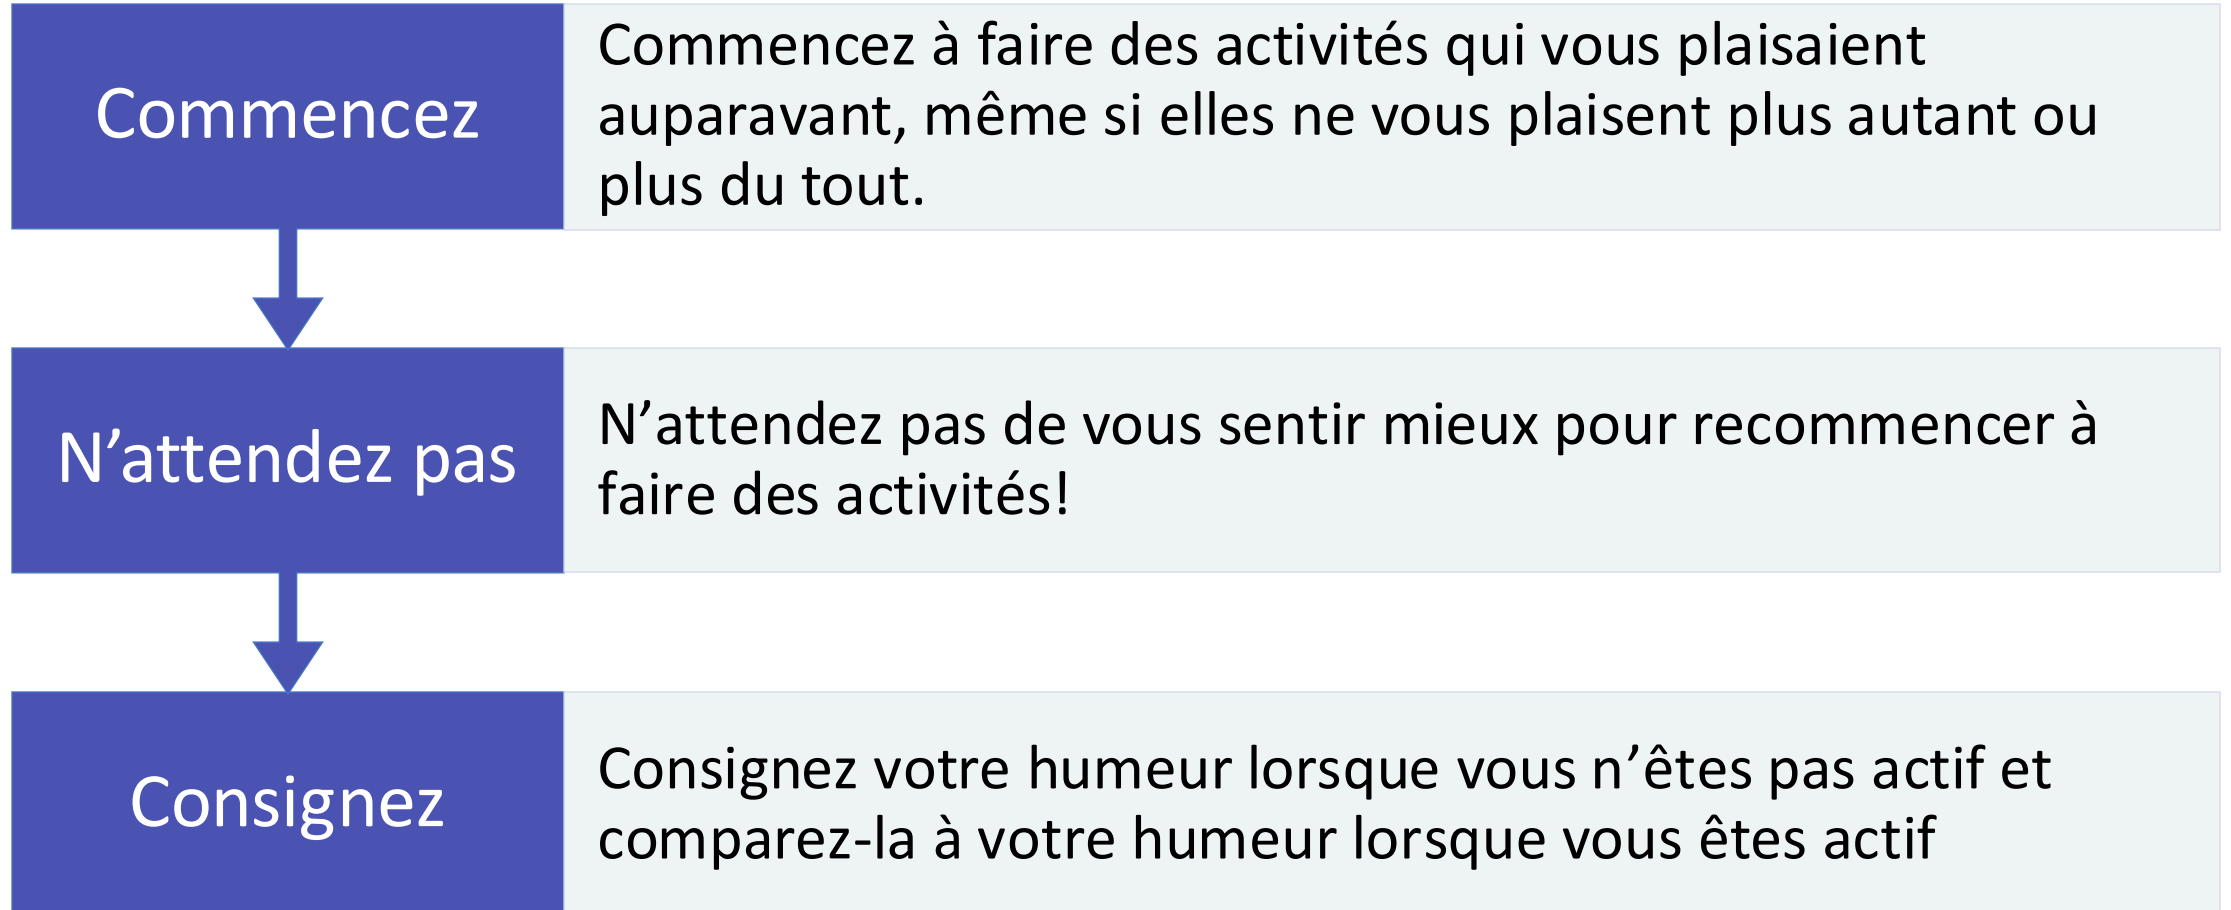 Commencez
Commencez à faire des activités qui vous plaisaient
auparavant, même si elles ne vous plaisent plus autant ou
plus du tout.
N’attendez pas
N’attendez pas de vous sentir mieux pour recommencer à
faire des activités!
Consignez
Consignez votre humeur lorsque vous n’êtes pas actif et
comparez-la à votre humeur lorsque vous êtes actif